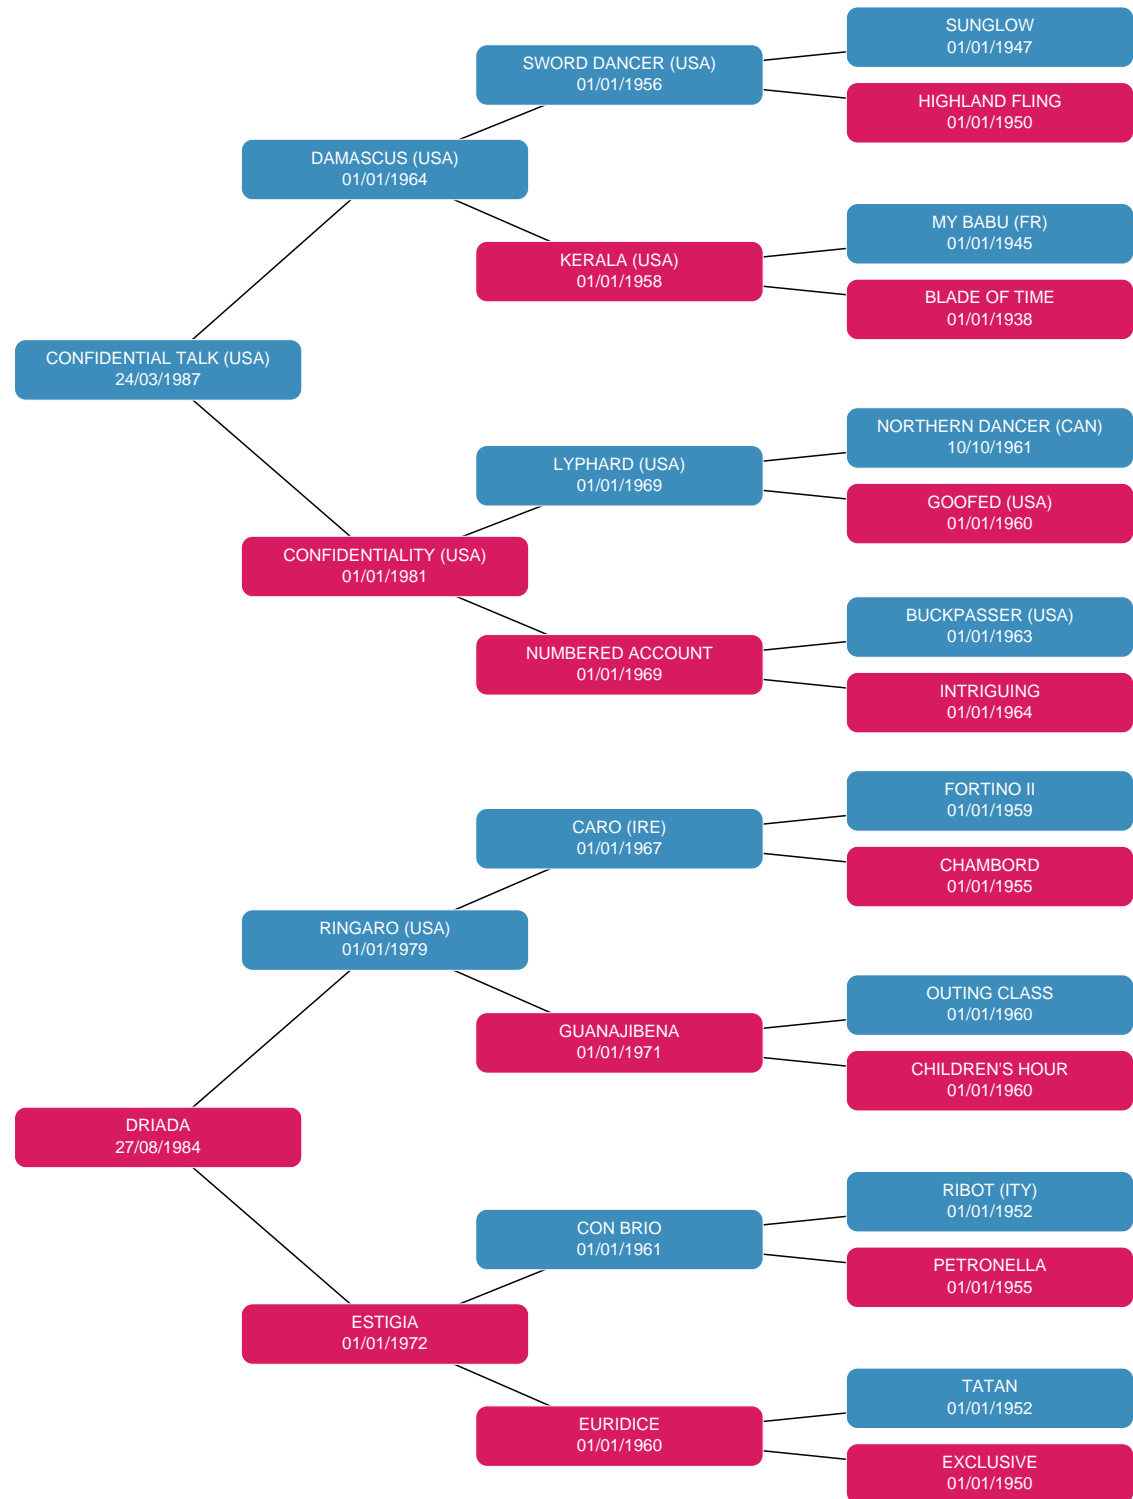 SUNGLOW
01/01/1947
SWORD DANCER (USA)
01/01/1956
HIGHLAND FLING
01/01/1950
DAMASCUS (USA)
01/01/1964
MY BABU (FR)
01/01/1945
KERALA (USA)
01/01/1958
BLADE OF TIME
01/01/1938
CONFIDENTIAL TALK (USA)
24/03/1987
NORTHERN DANCER (CAN)
10/10/1961
LYPHARD (USA)
01/01/1969
GOOFED (USA)
01/01/1960
CONFIDENTIALITY (USA)
01/01/1981
BUCKPASSER (USA)
01/01/1963
NUMBERED ACCOUNT
01/01/1969
INTRIGUING
01/01/1964
FORTINO II
01/01/1959
CARO (IRE)
01/01/1967
CHAMBORD
01/01/1955
RINGARO (USA)
01/01/1979
OUTING CLASS
01/01/1960
GUANAJIBENA
01/01/1971
CHILDREN'S HOUR
01/01/1960
DRIADA
27/08/1984
RIBOT (ITY)
01/01/1952
CON BRIO
01/01/1961
PETRONELLA
01/01/1955
ESTIGIA
01/01/1972
TATAN
01/01/1952
EURIDICE
01/01/1960
EXCLUSIVE
01/01/1950